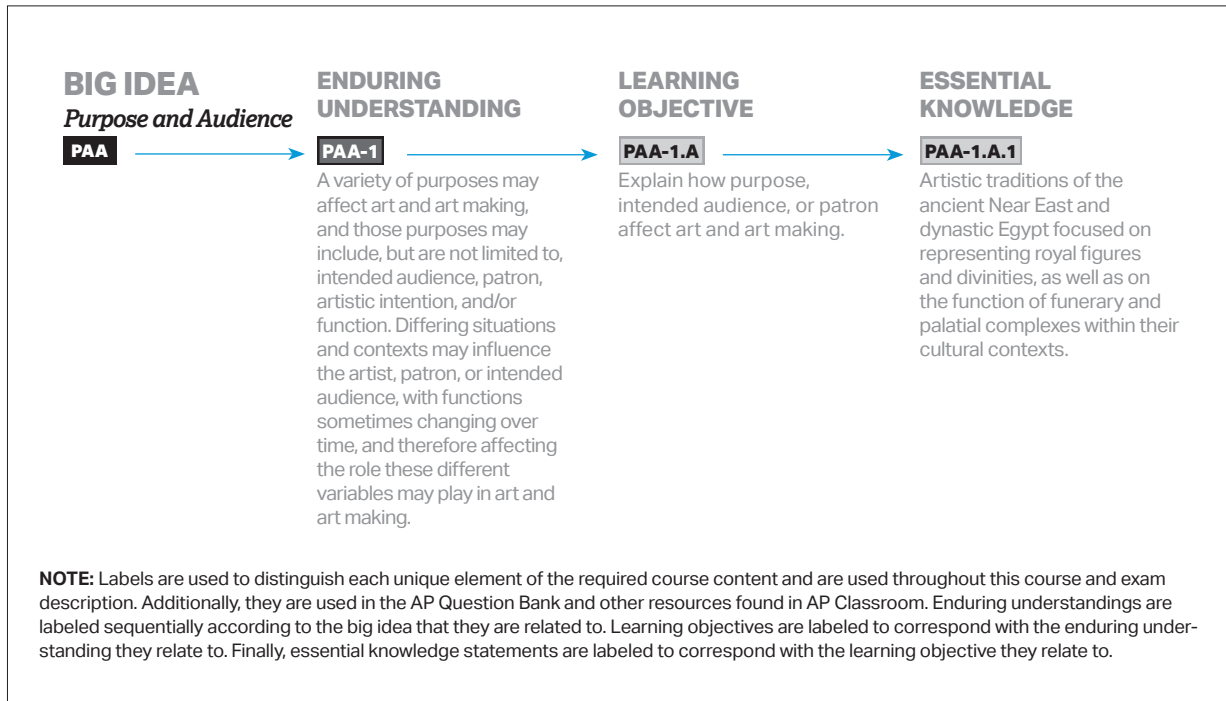 BIG IDEA
Purpose and Audience
PAA
ENDURING
UNDERSTANDING
PAA-1
A variety of purposes may
affect art and art making,
and those purposes may
include, but are not limited to,
intended audience, patron,
artistic intention, and/or
function. Differing situations
and contexts may influence
the artist, patron, or intended
audience, with functions
sometimes changing over
time, and therefore affecting
the role these different
variables may play in art and
art making.
LEARNING
OBJECTIVE
PAA-1.A
Explain how purpose,
intended audience, or patron
affect art and art making.
ESSENTIAL
KNOWLEDGE
PAA-1.A.1
Artistic traditions of the
ancient Near East and
dynastic Egypt focused on
representing royal figures
and divinities, as well as on
the function of funerary and
palatial complexes within their
cultural contexts.
NOTE: Labels are used to distinguish each unique element of the required course content and are used throughout this course and exam
description. Additionally, they are used in the AP Question Bank and other resources found in AP Classroom. Enduring understandings are
labeled sequentially according to the big idea that they are related to. Learning objectives are labeled to correspond with the enduring under-
standing they relate to. Finally, essential knowledge statements are labeled to correspond with the learning objective they relate to.